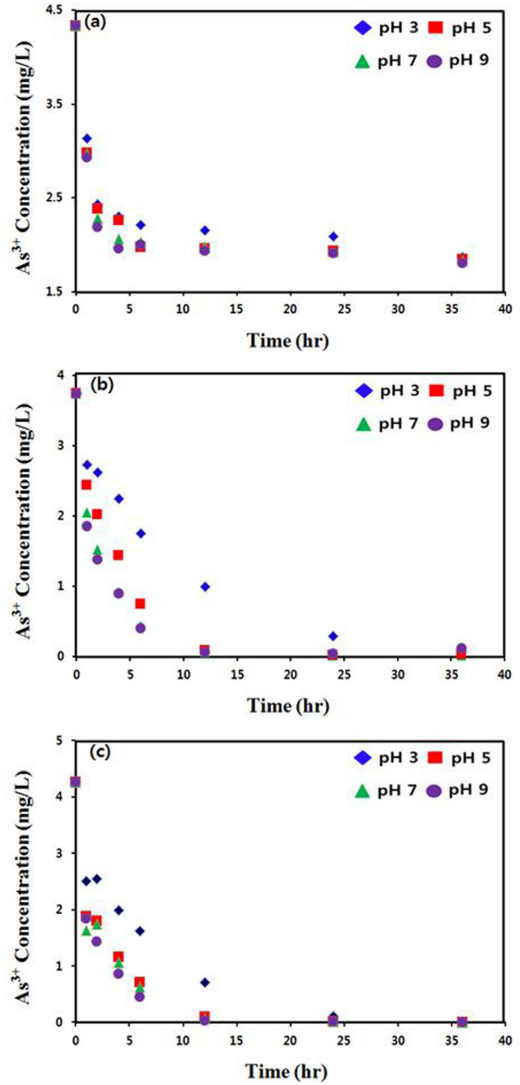 (a)
pH 3 pH 5
pH 7 pH 9
As³⁺ Concentration (mg/L)
4.5
3.5
2.5
1.5
0 5 10 15 20 25 30 35 40
Time (hr)
(b)
pH 3 pH 5
pH 7 pH 9
As³⁺ Concentration (mg/L)
4
3
2
1
0
0 5 10 15 20 25 30 35 40
Time (hr)
(c)
pH 3 pH 5
pH 7 pH 9
As³⁺ Concentration (mg/L)
5
4
3
2
1
0
0 5 10 15 20 25 30 35 40
Time (hr)